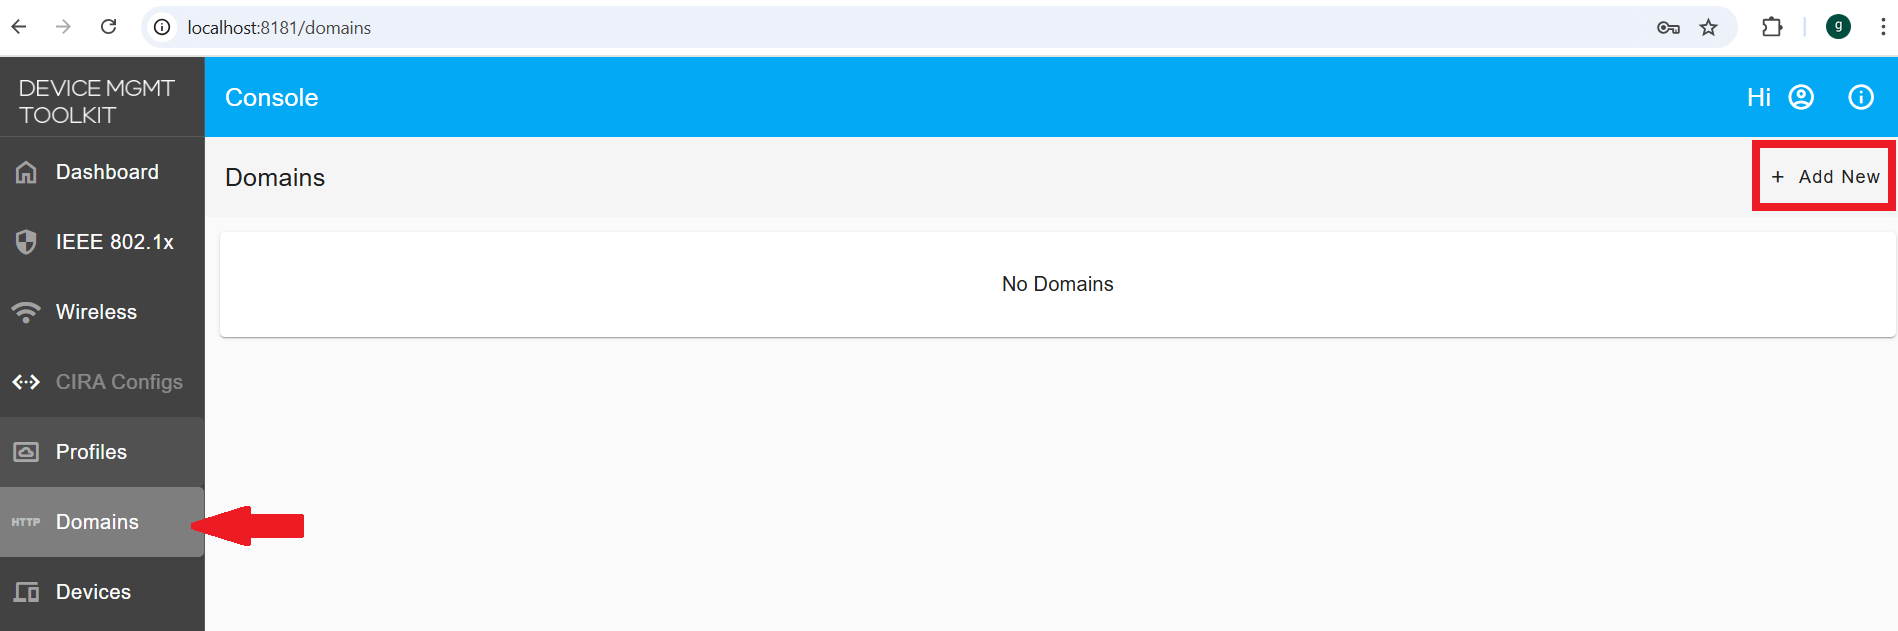 localhost:8181/domains
g
DEVICE MGMT
TOOLKIT
Console
Hi
Dashboard
Domains
+ Add New
IEEE 802.1x
No Domains
Wireless
CIRA Configs
Profiles
HTTP Domains
Devices